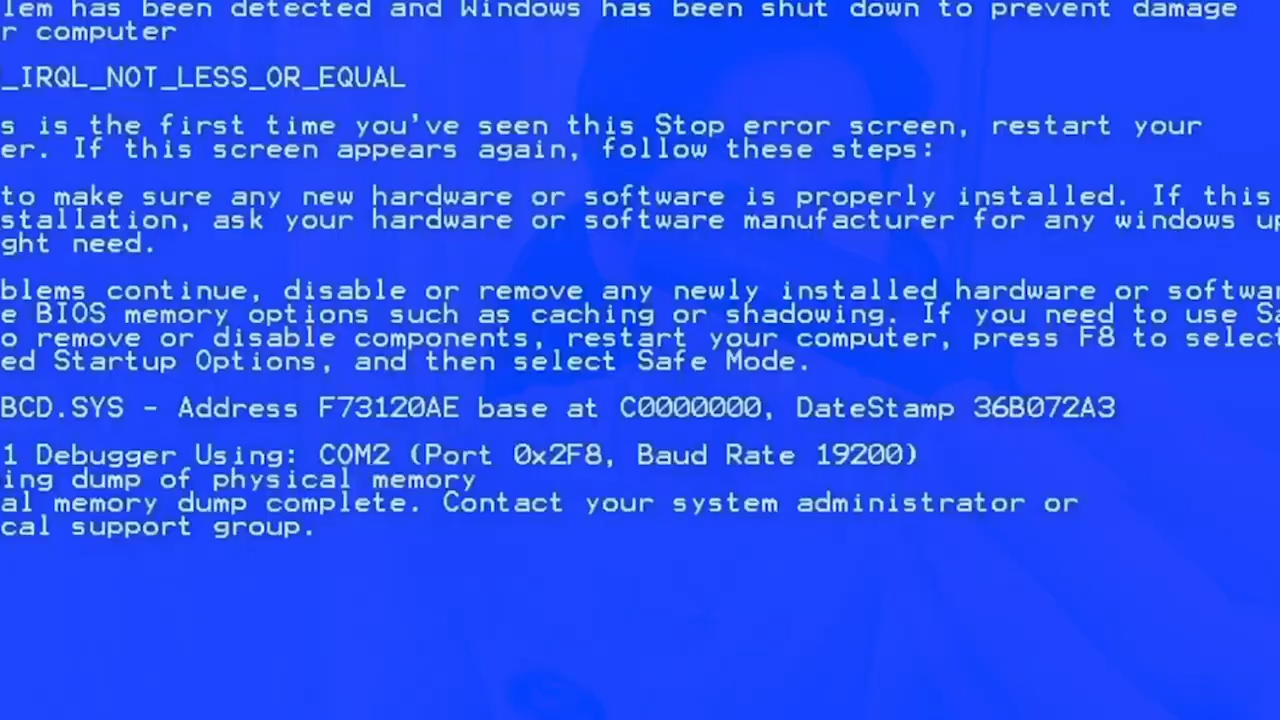 lem has been detected and Windows has been shut down to prevent damage
r computer
_IRQL_NOT_LESS_OR_EQUAL
s is the first time you've seen this Stop error screen, restart your
er. If this screen appears again, follow these steps:
to make sure any new hardware or software is properly installed. If this
stallation, ask your hardware or software manufacturer for any windows up
ght need.
blems continue, disable or remove any newly installed hardware or softwar
e BIOS memory options such as caching or shadowing. If you need to use Sa
o remove or disable components, restart your computer, press F8 to select
ed Startup Options, and then select Safe Mode.
BCD.SYS - Address F73120AE base at C0000000, DateStamp 36B072A3
1 Debugger Using: COM2 (Port 0x2F8, Baud Rate 19200)
ing dump of physical memory
al memory dump complete. Contact your system administrator or
cal support group.